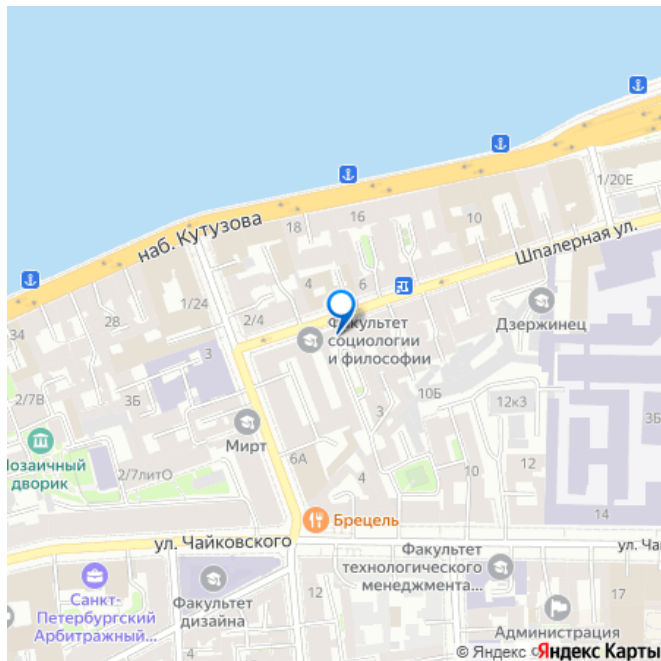 1/20Е
наб. Кутузова
18
16
10
Шпалерная ул.
4
6
1/24
2/4
28
34
3
Факультет
социологии
и философии
Дзержинец
10Б
12к3
3
3Б
2/7В
3Б
Мирт
Мозаичный
дворик
2/7литО
6А
4
10
12
14
Брецель
ул. Чайковского
ул. Ча
Факультет
технологического
менеджмента...
Санкт-
Петербургский
Арбитражный...
Факультет
дизайна
12
17
Администрация
© Яндекс
Яндекс Карты